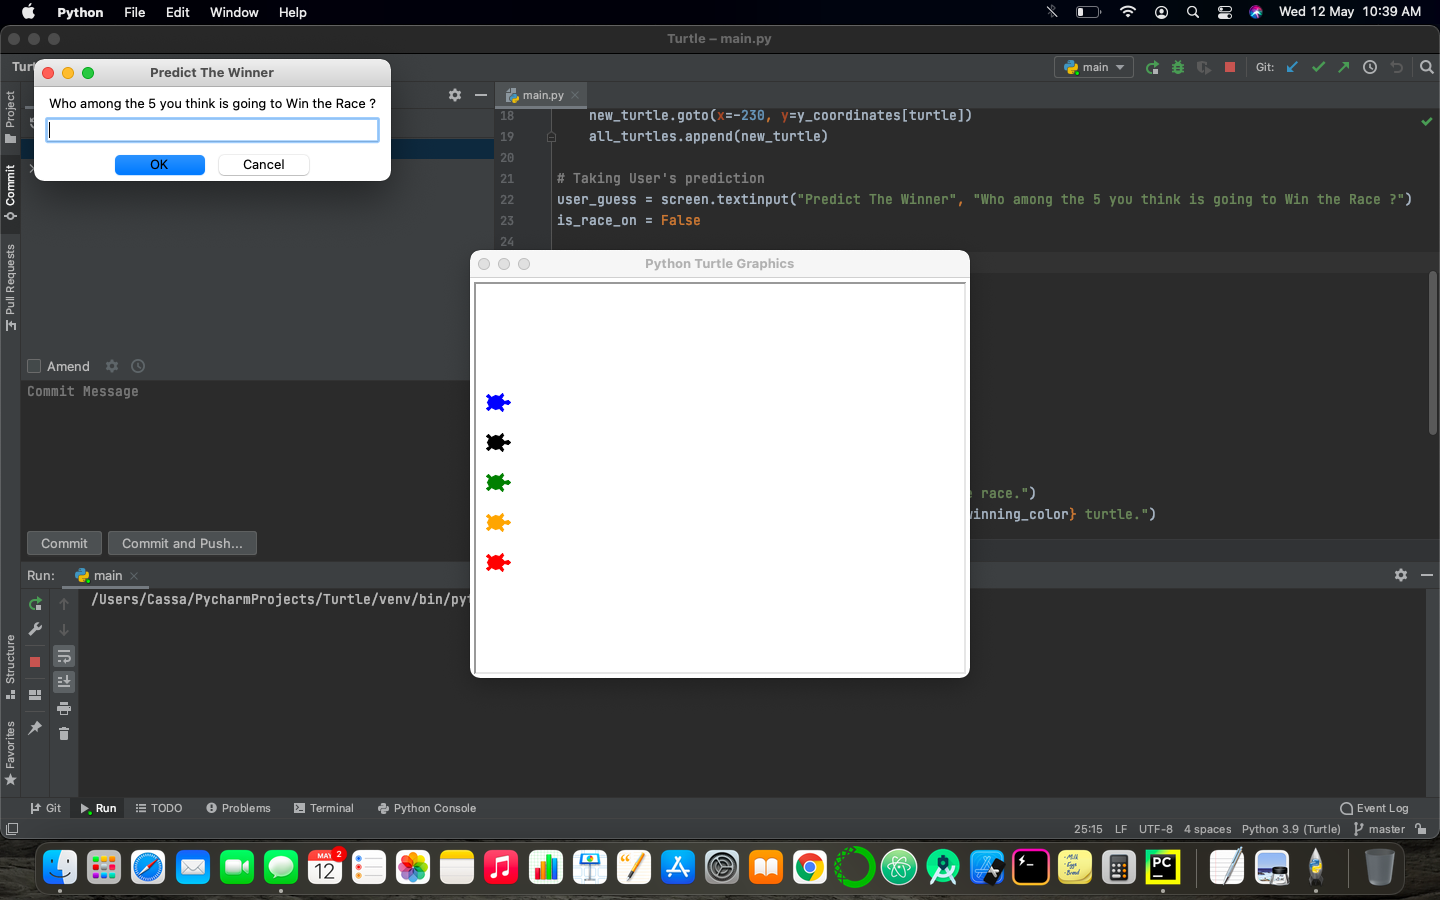 Python File Edit Window Help
Wed 12 May 10:39 AM
Turtle – main.py
Turt
main
Git:
Predict The Winner
Who among the 5 you think is going to Win the Race ?
OK Cancel
main.py
18 new_turtle.goto(x=-230, y=y_coordinates[turtle])
19 all_turtles.append(new_turtle)
20
21 # Taking User's prediction
22 user_guess = screen.textinput("Predict The Winner", "Who among the 5 you think is going to Win the Race ?")
23 is_race_on = False
24
Project
Commit
Pull Requests
Python Turtle Graphics
Amend
Commit Message
race.")
winning_color} turtle.")
Commit Commit and Push...
Run: main
/Users/Cassa/PycharmProjects/Turtle/venv/bin/pyt
Structure
Favorites
Git Run TODO Problems Terminal Python Console
Event Log
25:15 LF UTF-8 4 spaces Python 3.9 (Turtle) master
MAY
12
2
PC